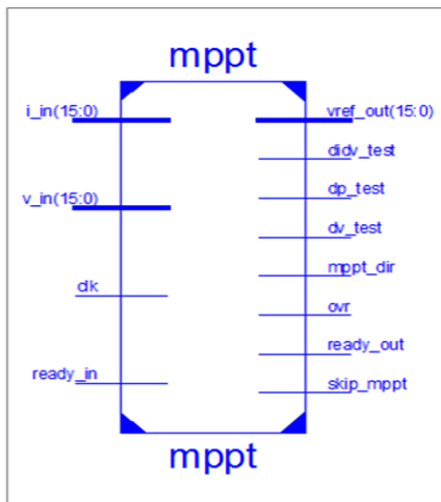 mppt
i_in(15:0)
v_in(15:0)
clk
ready_in
vref_out(15:0)
didv_test
dp_test
dv_test
mppt_dir
ovr
ready_out
skip_mppt
mppt